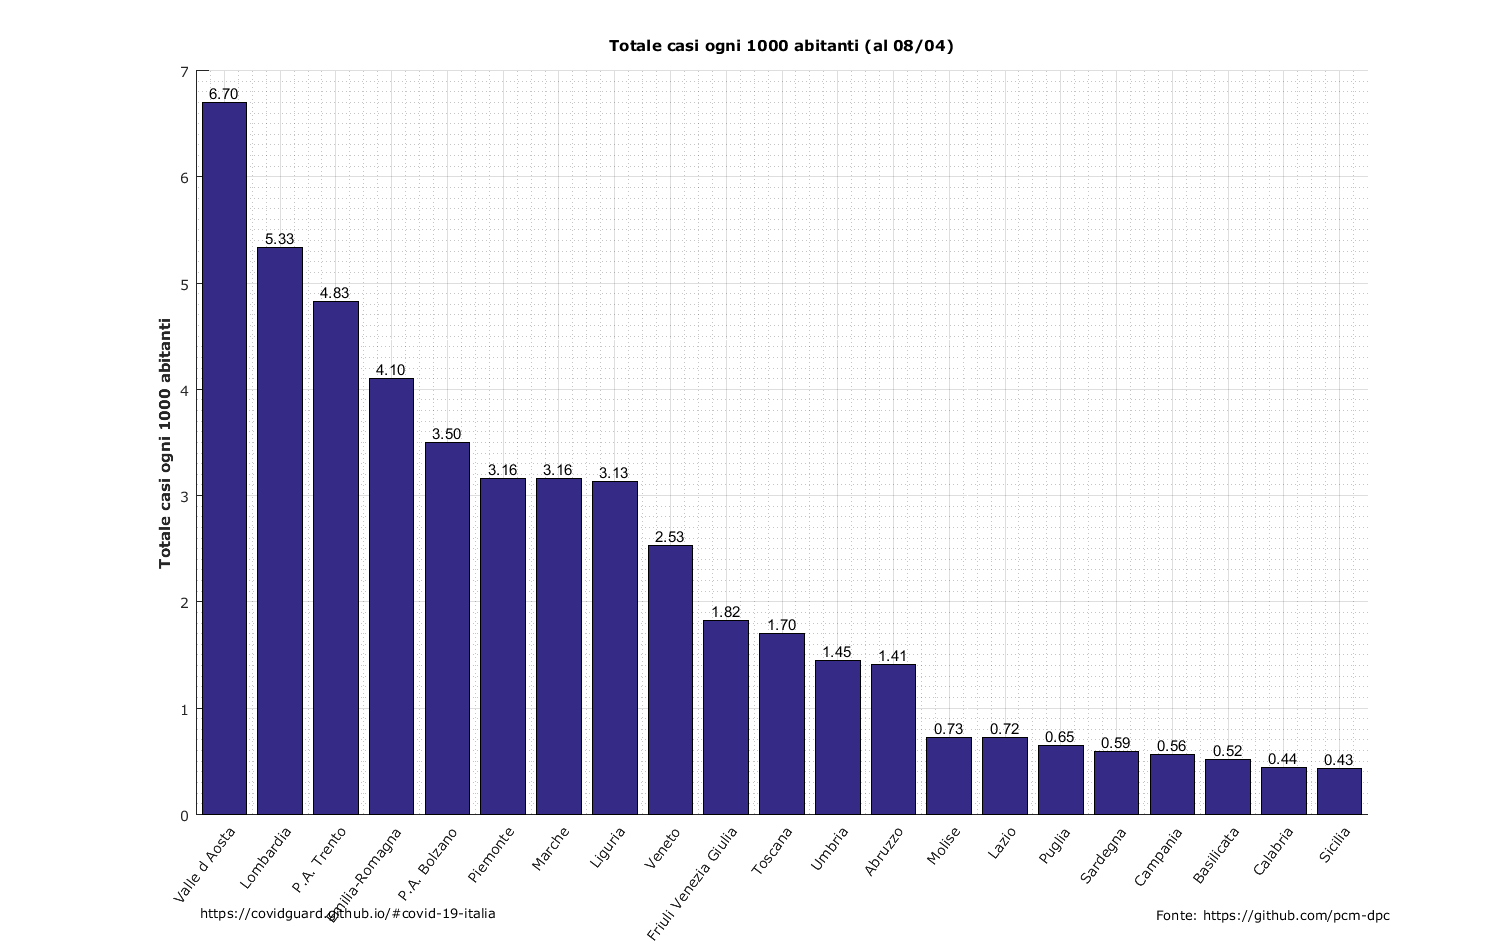 Totale casi ogni 1000 abitanti (al 08/04)
Totale casi ogni 1000 abitanti
7
6
5
4
3
2
1
0
6.70
5.33
4.83
4.10
3.50
3.16
3.16
3.13
2.53
1.82
1.70
1.45
1.41
0.73
0.72
0.65
0.59
0.56
0.52
0.44
0.43
Valle d Aosta
Lombardia
P.A. Trento
Emilia-Romagna
P.A. Bolzano
Piemonte
Marche
Liguria
Veneto
Friuli Venezia Giulia
Toscana
Umbria
Abruzzo
Molise
Lazio
Puglia
Sardegna
Campania
Basilicata
Calabria
Sicilia
https://covidguard.github.io/#covid-19-italia
Fonte: https://github.com/pcm-dpc